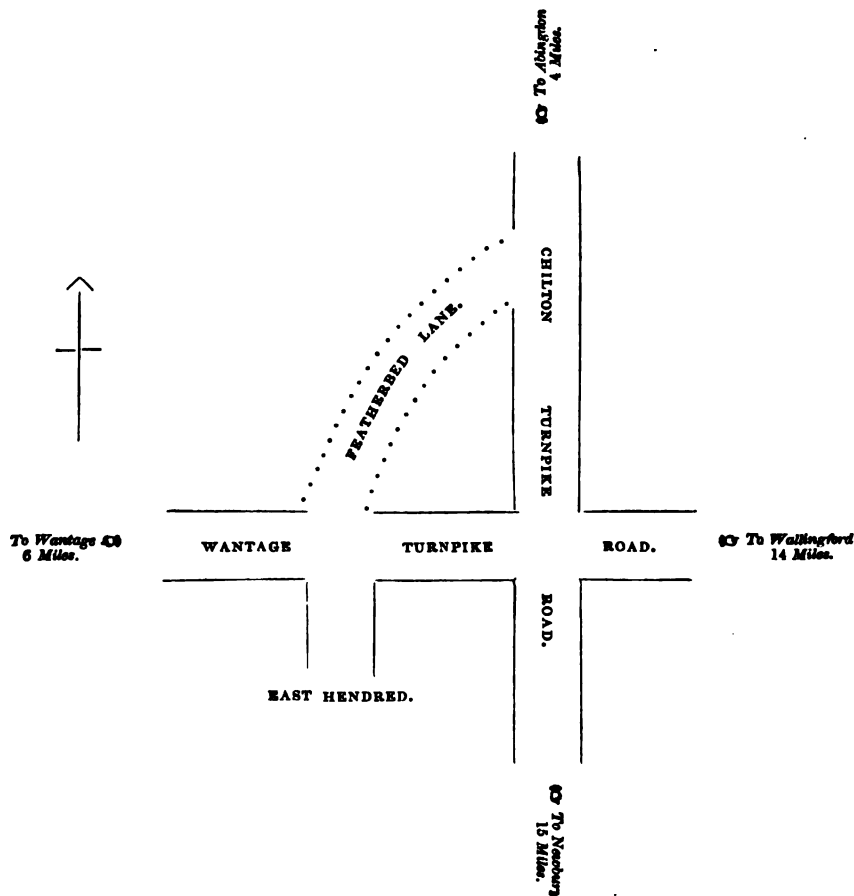 To Abingdon
4 Miles.
CHILTON TURNPIKE ROAD.
FEATHERBED LANE.
To Wantage
6 Miles.
WANTAGE TURNPIKE ROAD.
To Wallingford
14 Miles.
EAST HENDRED.
To Newbury
15 Miles.